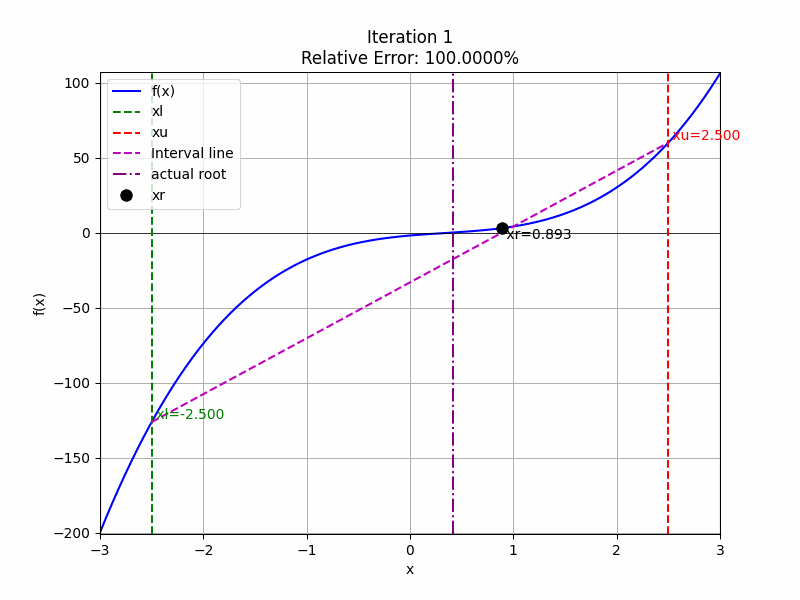 Iteration 1
Relative Error: 100.0000%
f(x)
xl
xu
Interval line
actual root
xr
xu=2.500
xr=0.893
xl=-2.500
100
50
0
−50
−100
−150
−200
f(x)
−3 −2 −1 0 1 2 3
x